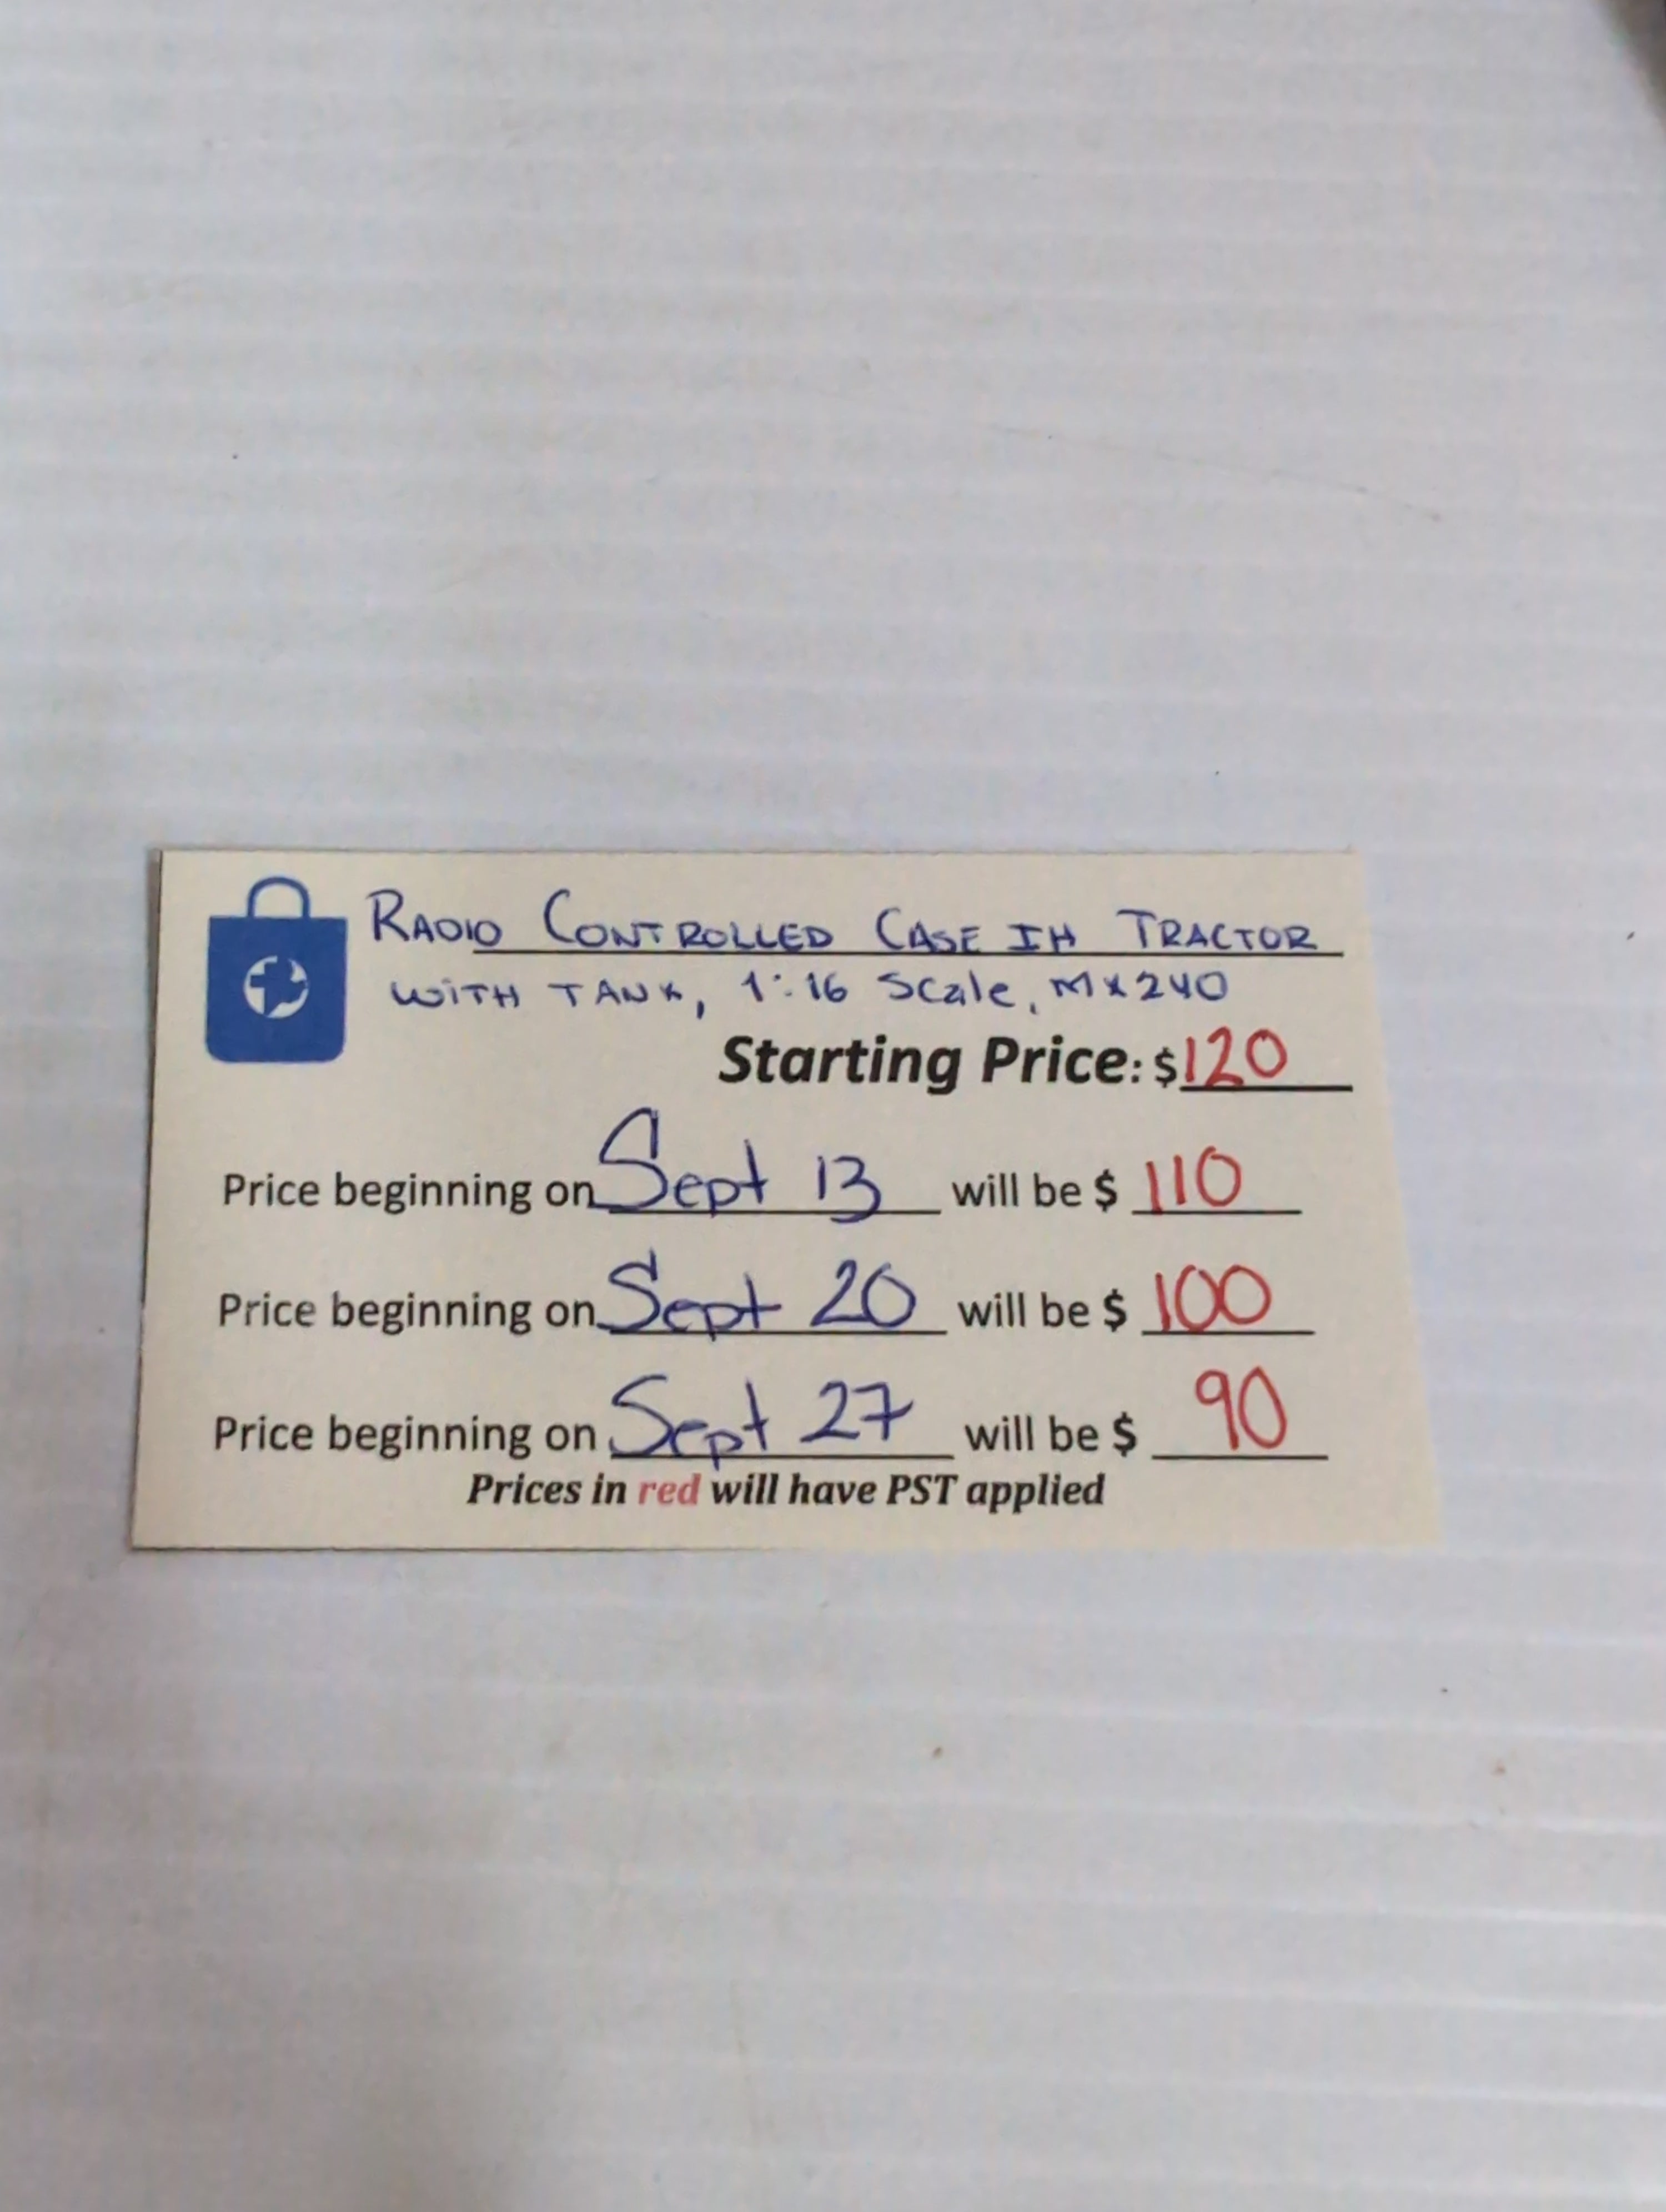 RADIO CONTROLLED CASE IH TRACTOR
WITH TANK, 1:16 Scale, MX240
Starting Price: $120
Price beginning on Sept 13 will be $ 110
Price beginning on Sept 20 will be $ 100
Price beginning on Sept 27 will be $ 90
Prices in red will have PST applied